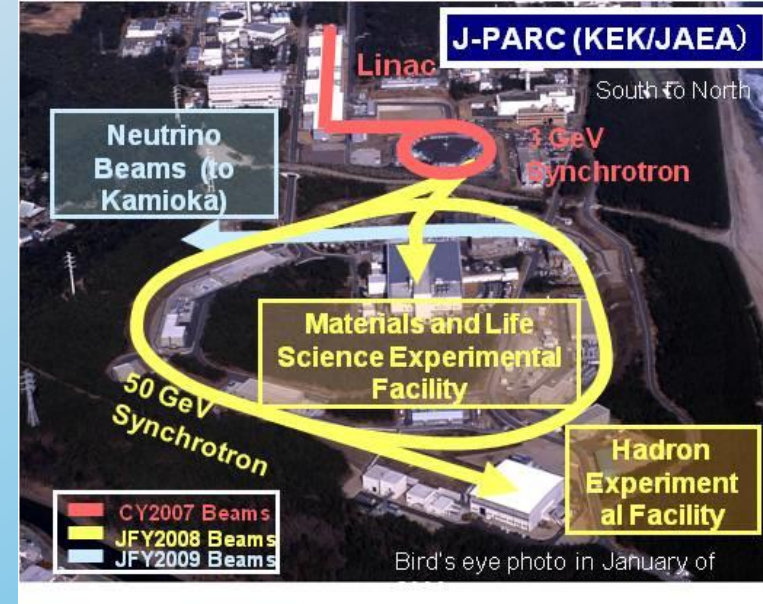 J-PARC (KEK/JAEA)
Linac
South to North
Neutrino
Beams (to
Kamioka)
3 GeV
Synchrotron
Materials and Life
Science Experimental
Facility
50 GeV
Synchrotron
Hadron
Experiment
al Facility
CY2007 Beams
JFY2008 Beams
JFY2009 Beams
Bird's eye photo in January of